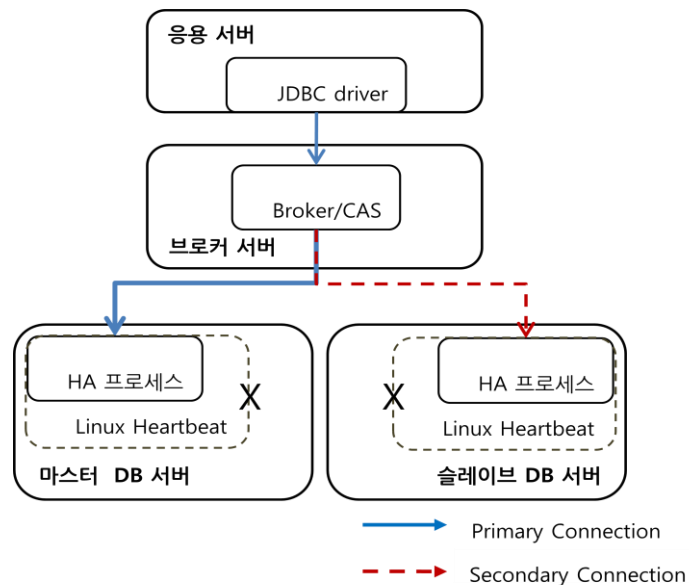 응용 서버
JDBC driver
Broker/CAS
브로커 서버
HA 프로세스
Linux Heartbeat
X
마스터 DB 서버
HA 프로세스
X
Linux Heartbeat
슬레이브 DB 서버
Primary Connection
Secondary Connection